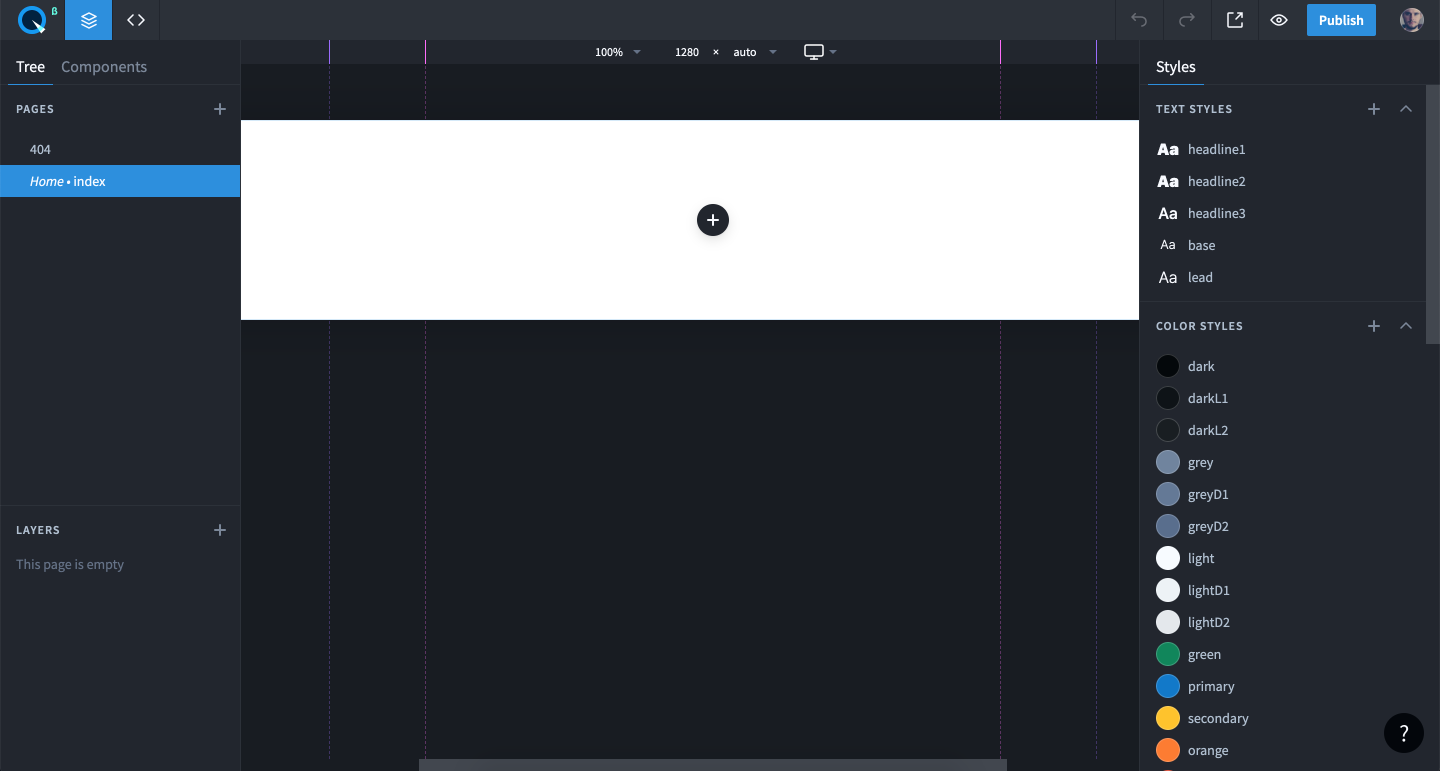 β
Publish
Tree Components
100% 1280 × auto
Styles
PAGES
TEXT STYLES
404
Aa headline1
Home • index
Aa headline2
Aa headline3
Aa base
Aa lead
COLOR STYLES
dark
darkL1
darkL2
grey
greyD1
LAYERS
greyD2
This page is empty
light
lightD1
lightD2
green
primary
secondary
?
orange